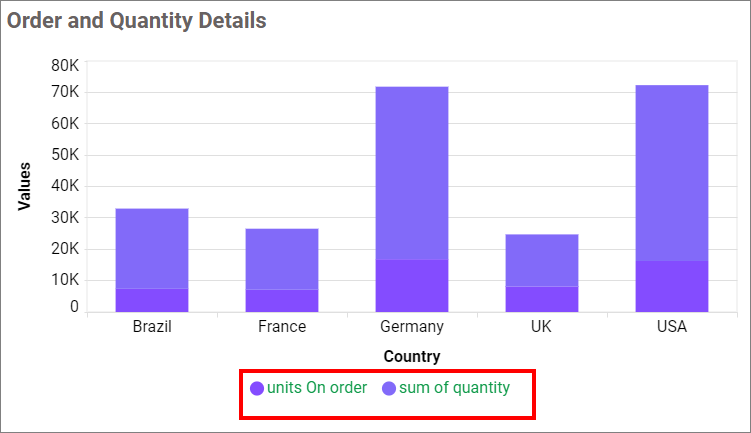 Order and Quantity Details
80K
70K
60K
50K
40K
30K
20K
10K
0
Values
Brazil France Germany UK USA
Country
units On order sum of quantity